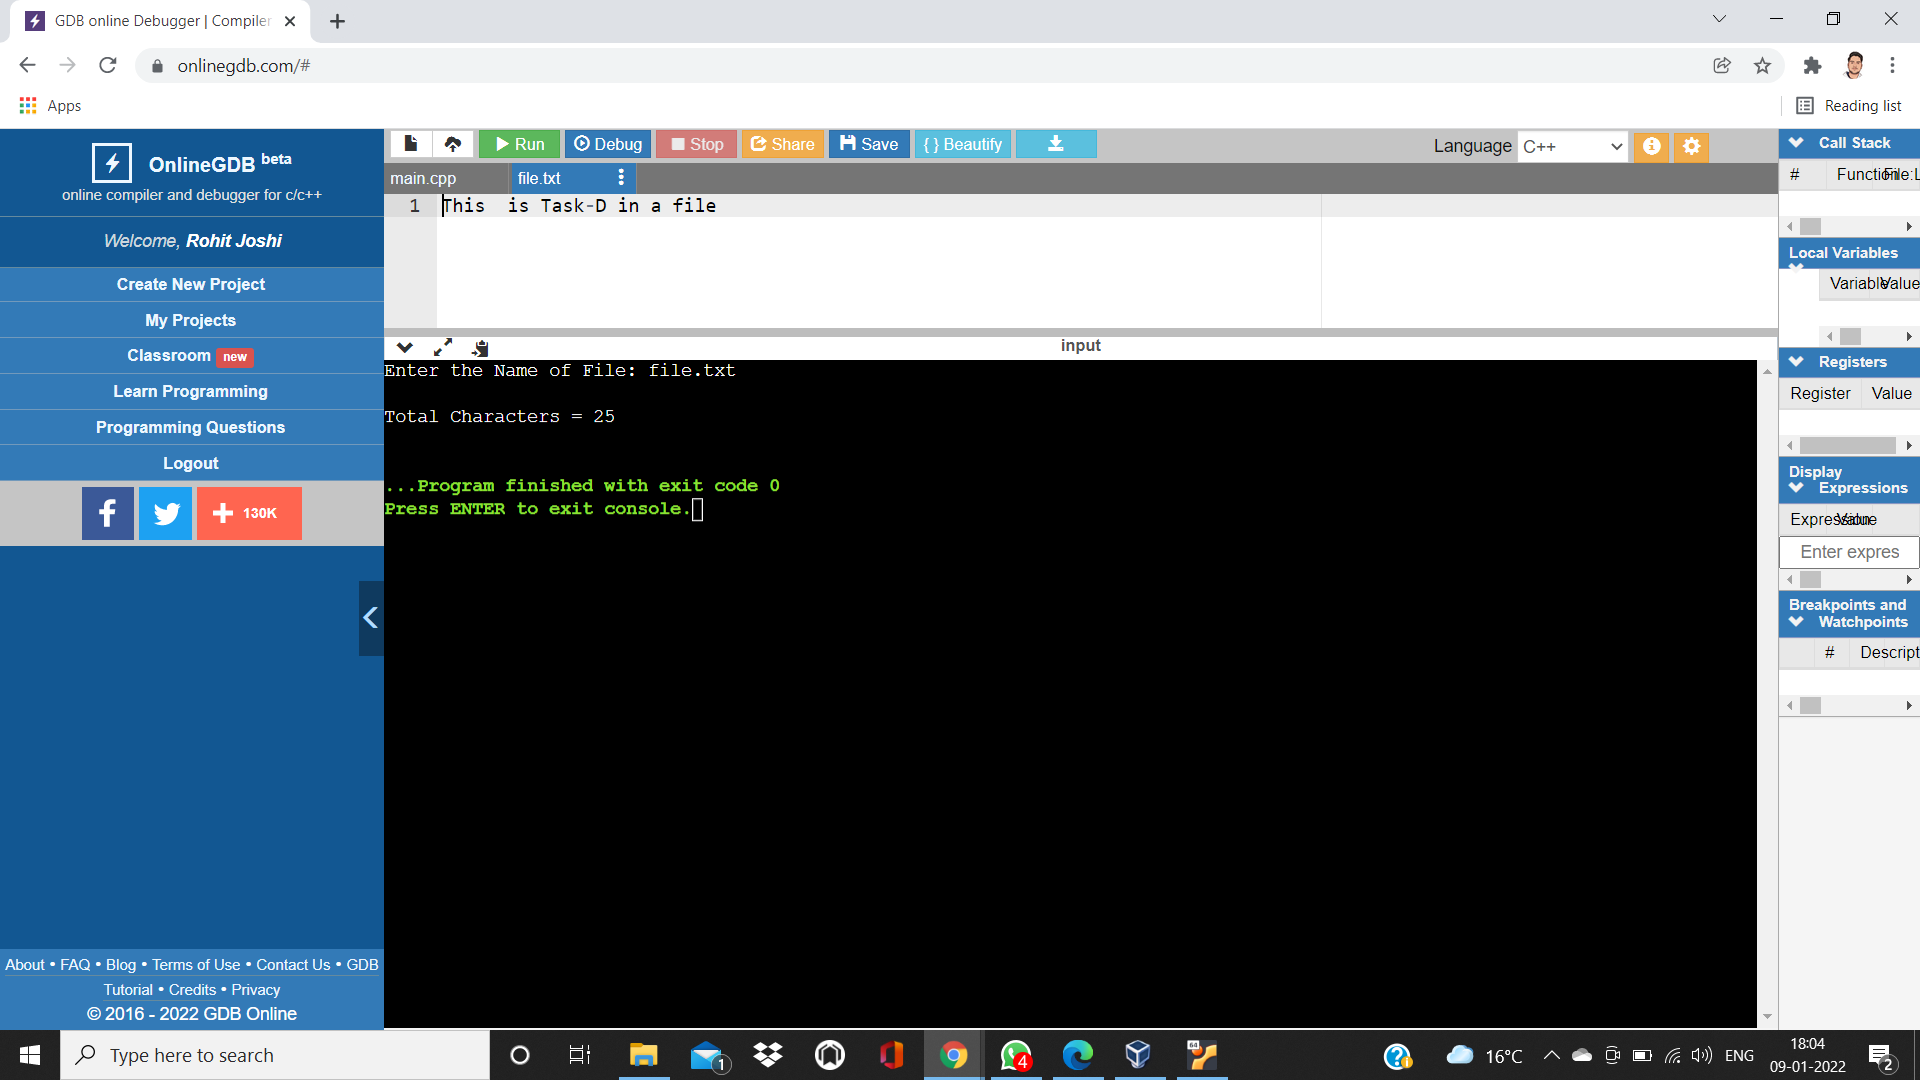 GDB online Debugger | Compiler
onlinegdb.com/#
Apps
Reading list
OnlineGDB beta
online compiler and debugger for c/c++
Welcome, Rohit Joshi
Create New Project
My Projects
Classroom new
Learn Programming
Programming Questions
Logout
130K
About • FAQ • Blog • Terms of Use • Contact Us • GDB
Tutorial • Credits • Privacy
© 2016 - 2022 GDB Online
Run Debug Stop Share Save { } Beautify
Language C++
main.cpp file.txt
1 This  is Task-D in a file
input
Enter the Name of File: file.txt
Total Characters = 25
...Program finished with exit code 0
Press ENTER to exit console.
Call Stack
# Function File:L
Local Variables
Variable Value
Registers
Register Value
Display
Expressions
Expression Value
Enter expres
Breakpoints and
Watchpoints
# Descript
Type here to search
1
4
64
16°C
ENG
18:04
09-01-2022
2